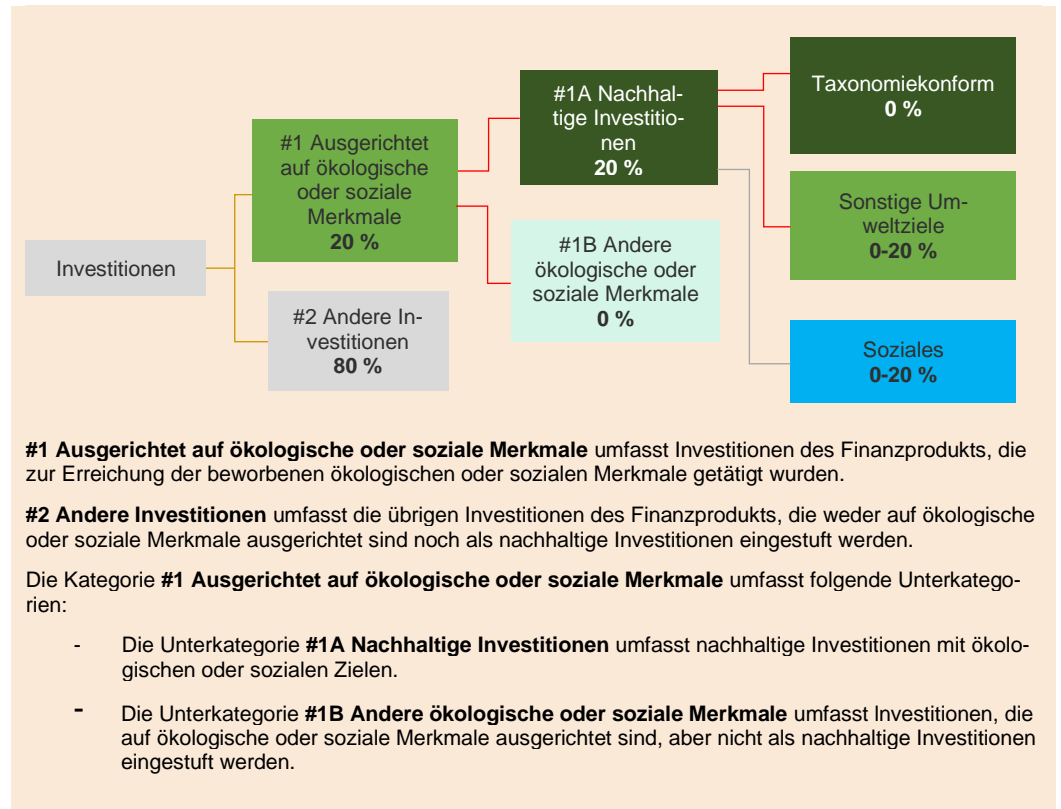 Investitionen
#1 Ausgerichtet
auf ökologische
oder soziale
Merkmale
20 %
#2 Andere In-
vestitionen
80 %
#1A Nachhal-
tige Investitio-
nen
20 %
#1B Andere
ökologische oder
soziale Merkmale
0 %
Taxonomiekonform
0 %
Sonstige Um-
weltziele
0-20 %
Soziales
0-20 %
#1 Ausgerichtet auf ökologische oder soziale Merkmale umfasst Investitionen des Finanzprodukts, die
zur Erreichung der beworbenen ökologischen oder sozialen Merkmale getätigt wurden.
#2 Andere Investitionen umfasst die übrigen Investitionen des Finanzprodukts, die weder auf ökologische
oder soziale Merkmale ausgerichtet sind noch als nachhaltige Investitionen eingestuft werden.
Die Kategorie #1 Ausgerichtet auf ökologische oder soziale Merkmale umfasst folgende Unterkatego-
rien:
- Die Unterkategorie #1A Nachhaltige Investitionen umfasst nachhaltige Investitionen mit ökolo-
gischen oder sozialen Zielen.
- Die Unterkategorie #1B Andere ökologische oder soziale Merkmale umfasst Investitionen, die
auf ökologische oder soziale Merkmale ausgerichtet sind, aber nicht als nachhaltige Investitionen
eingestuft werden.